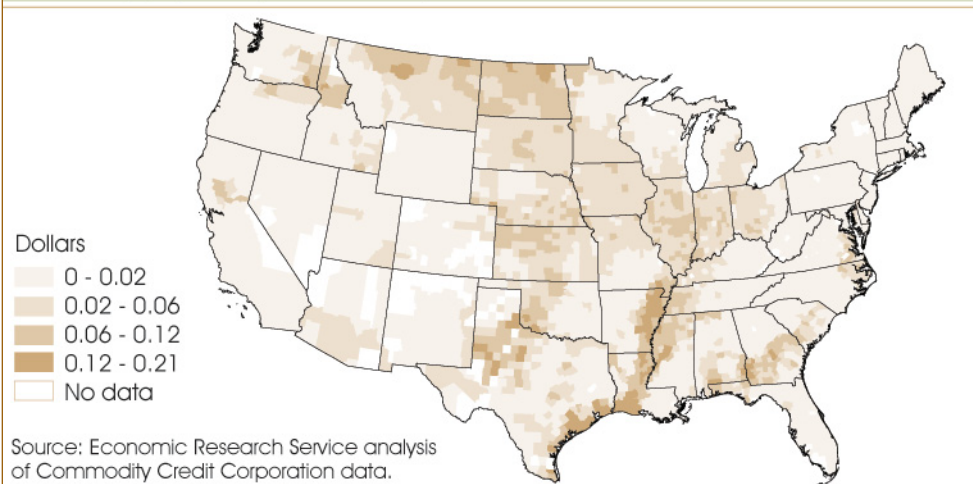 Dollars
0 - 0.02
0.02 - 0.06
0.06 - 0.12
0.12 - 0.21
No data
Source: Economic Research Service analysis
of Commodity Credit Corporation data.